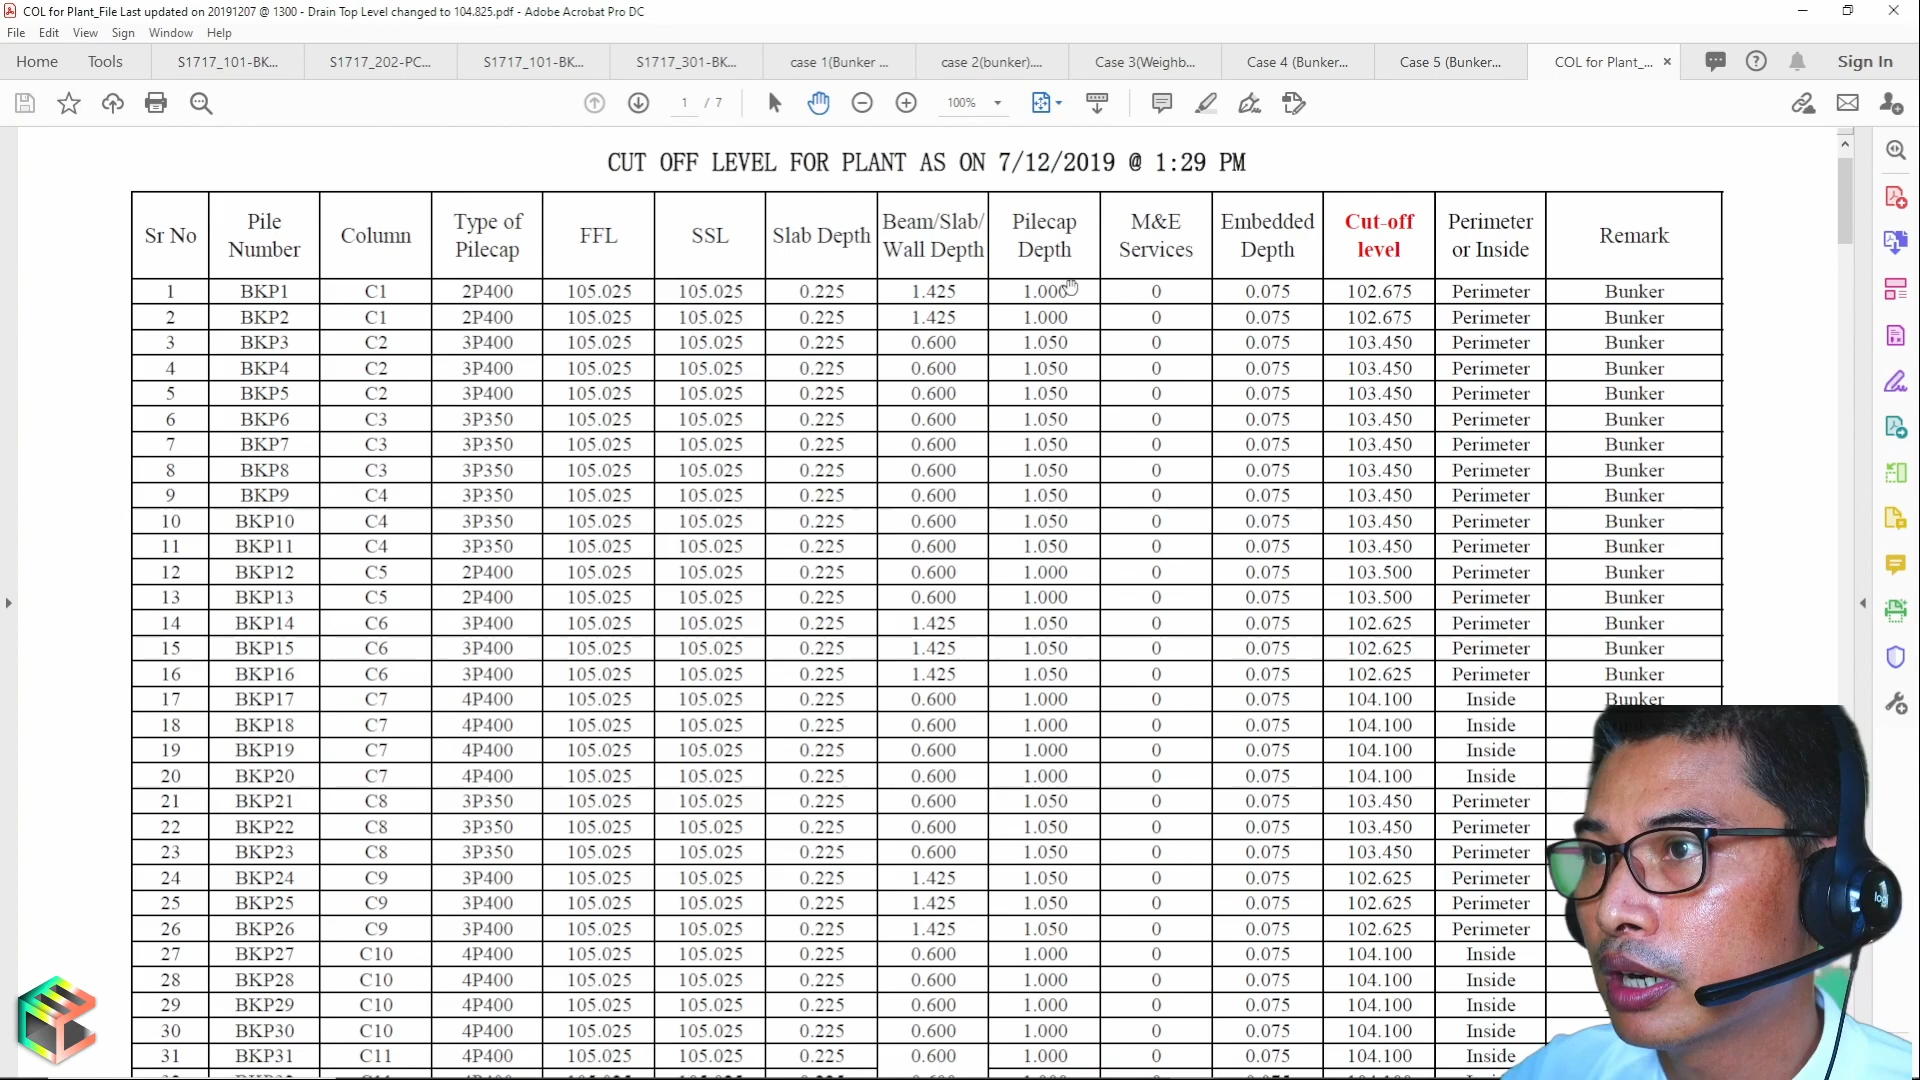 COL for Plant_File Last updated on 20191207 @ 1300 - Drain Top Level changed to 104.825.pdf - Adobe Acrobat Pro DC
File Edit View Sign Window Help
Home Tools S1717_101-BK... S1717_202-PC... S1717_101-BK... S1717_301-BK... case 1(Bunker ... case 2(bunker).... Case 3(Weighb... Case 4 (Bunker... Case 5 (Bunker... COL for Plant_... Sign In
1 / 7 100%
CUT OFF LEVEL FOR PLANT AS ON 7/12/2019 @ 1:29 PM
Sr No Pile Number Column Type of Pilecap FFL SSL Slab Depth Beam/Slab/ Wall Depth Pilecap Depth M&E Services Embedded Depth Cut-off level Perimeter or Inside Remark
1 BKP1 C1 2P400 105.025 105.025 0.225 1.425 1.000 0 0.075 102.675 Perimeter Bunker
2 BKP2 C1 2P400 105.025 105.025 0.225 1.425 1.000 0 0.075 102.675 Perimeter Bunker
3 BKP3 C2 3P400 105.025 105.025 0.225 0.600 1.050 0 0.075 103.450 Perimeter Bunker
4 BKP4 C2 3P400 105.025 105.025 0.225 0.600 1.050 0 0.075 103.450 Perimeter Bunker
5 BKP5 C2 3P400 105.025 105.025 0.225 0.600 1.050 0 0.075 103.450 Perimeter Bunker
6 BKP6 C3 3P350 105.025 105.025 0.225 0.600 1.050 0 0.075 103.450 Perimeter Bunker
7 BKP7 C3 3P350 105.025 105.025 0.225 0.600 1.050 0 0.075 103.450 Perimeter Bunker
8 BKP8 C3 3P350 105.025 105.025 0.225 0.600 1.050 0 0.075 103.450 Perimeter Bunker
9 BKP9 C4 3P350 105.025 105.025 0.225 0.600 1.050 0 0.075 103.450 Perimeter Bunker
10 BKP10 C4 3P350 105.025 105.025 0.225 0.600 1.050 0 0.075 103.450 Perimeter Bunker
11 BKP11 C4 3P350 105.025 105.025 0.225 0.600 1.050 0 0.075 103.450 Perimeter Bunker
12 BKP12 C5 2P400 105.025 105.025 0.225 0.600 1.000 0 0.075 103.500 Perimeter Bunker
13 BKP13 C5 2P400 105.025 105.025 0.225 0.600 1.000 0 0.075 103.500 Perimeter Bunker
14 BKP14 C6 3P400 105.025 105.025 0.225 1.425 1.050 0 0.075 102.625 Perimeter Bunker
15 BKP15 C6 3P400 105.025 105.025 0.225 1.425 1.050 0 0.075 102.625 Perimeter Bunker
16 BKP16 C6 3P400 105.025 105.025 0.225 1.425 1.050 0 0.075 102.625 Perimeter Bunker
17 BKP17 C7 4P400 105.025 105.025 0.225 0.600 1.000 0 0.075 104.100 Inside Bunker
18 BKP18 C7 4P400 105.025 105.025 0.225 0.600 1.000 0 0.075 104.100 Inside
19 BKP19 C7 4P400 105.025 105.025 0.225 0.600 1.000 0 0.075 104.100 Inside
20 BKP20 C7 4P400 105.025 105.025 0.225 0.600 1.000 0 0.075 104.100 Inside
21 BKP21 C8 3P350 105.025 105.025 0.225 0.600 1.050 0 0.075 103.450 Perimeter
22 BKP22 C8 3P350 105.025 105.025 0.225 0.600 1.050 0 0.075 103.450 Perimeter
23 BKP23 C8 3P350 105.025 105.025 0.225 0.600 1.050 0 0.075 103.450 Perimeter
24 BKP24 C9 3P400 105.025 105.025 0.225 1.425 1.050 0 0.075 102.625 Perimeter
25 BKP25 C9 3P400 105.025 105.025 0.225 1.425 1.050 0 0.075 102.625 Perimeter
26 BKP26 C9 3P400 105.025 105.025 0.225 1.425 1.050 0 0.075 102.625 Perimeter
27 BKP27 C10 4P400 105.025 105.025 0.225 0.600 1.000 0 0.075 104.100 Inside
28 BKP28 C10 4P400 105.025 105.025 0.225 0.600 1.000 0 0.075 104.100 Inside
29 BKP29 C10 4P400 105.025 105.025 0.225 0.600 1.000 0 0.075 104.100 Inside
30 BKP30 C10 4P400 105.025 105.025 0.225 0.600 1.000 0 0.075 104.100 Inside
31 BKP31 C11 4P400 105.025 105.025 0.225 0.600 1.000 0 0.075 104.100 Inside
logi